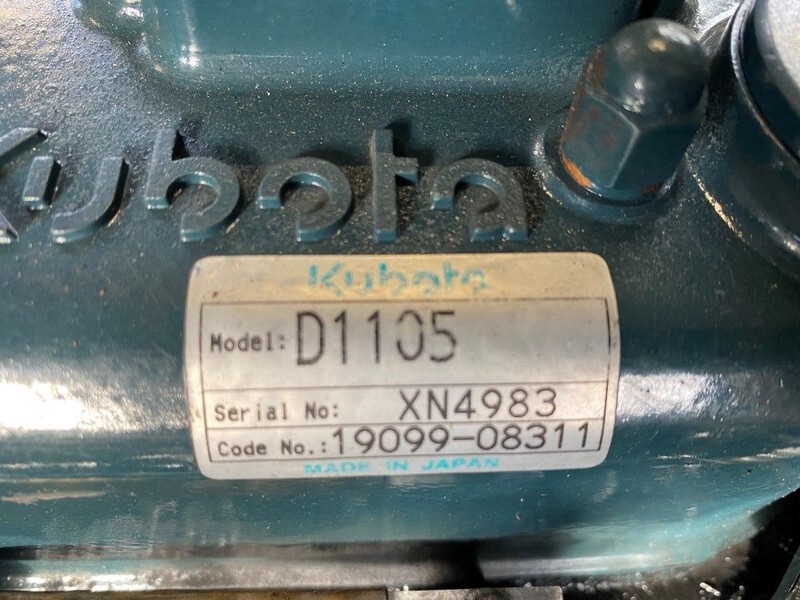 Kubota
Kubota
Model: D1105
Serial No: XN4983
Code No.: 19099-08311
MADE IN JAPAN